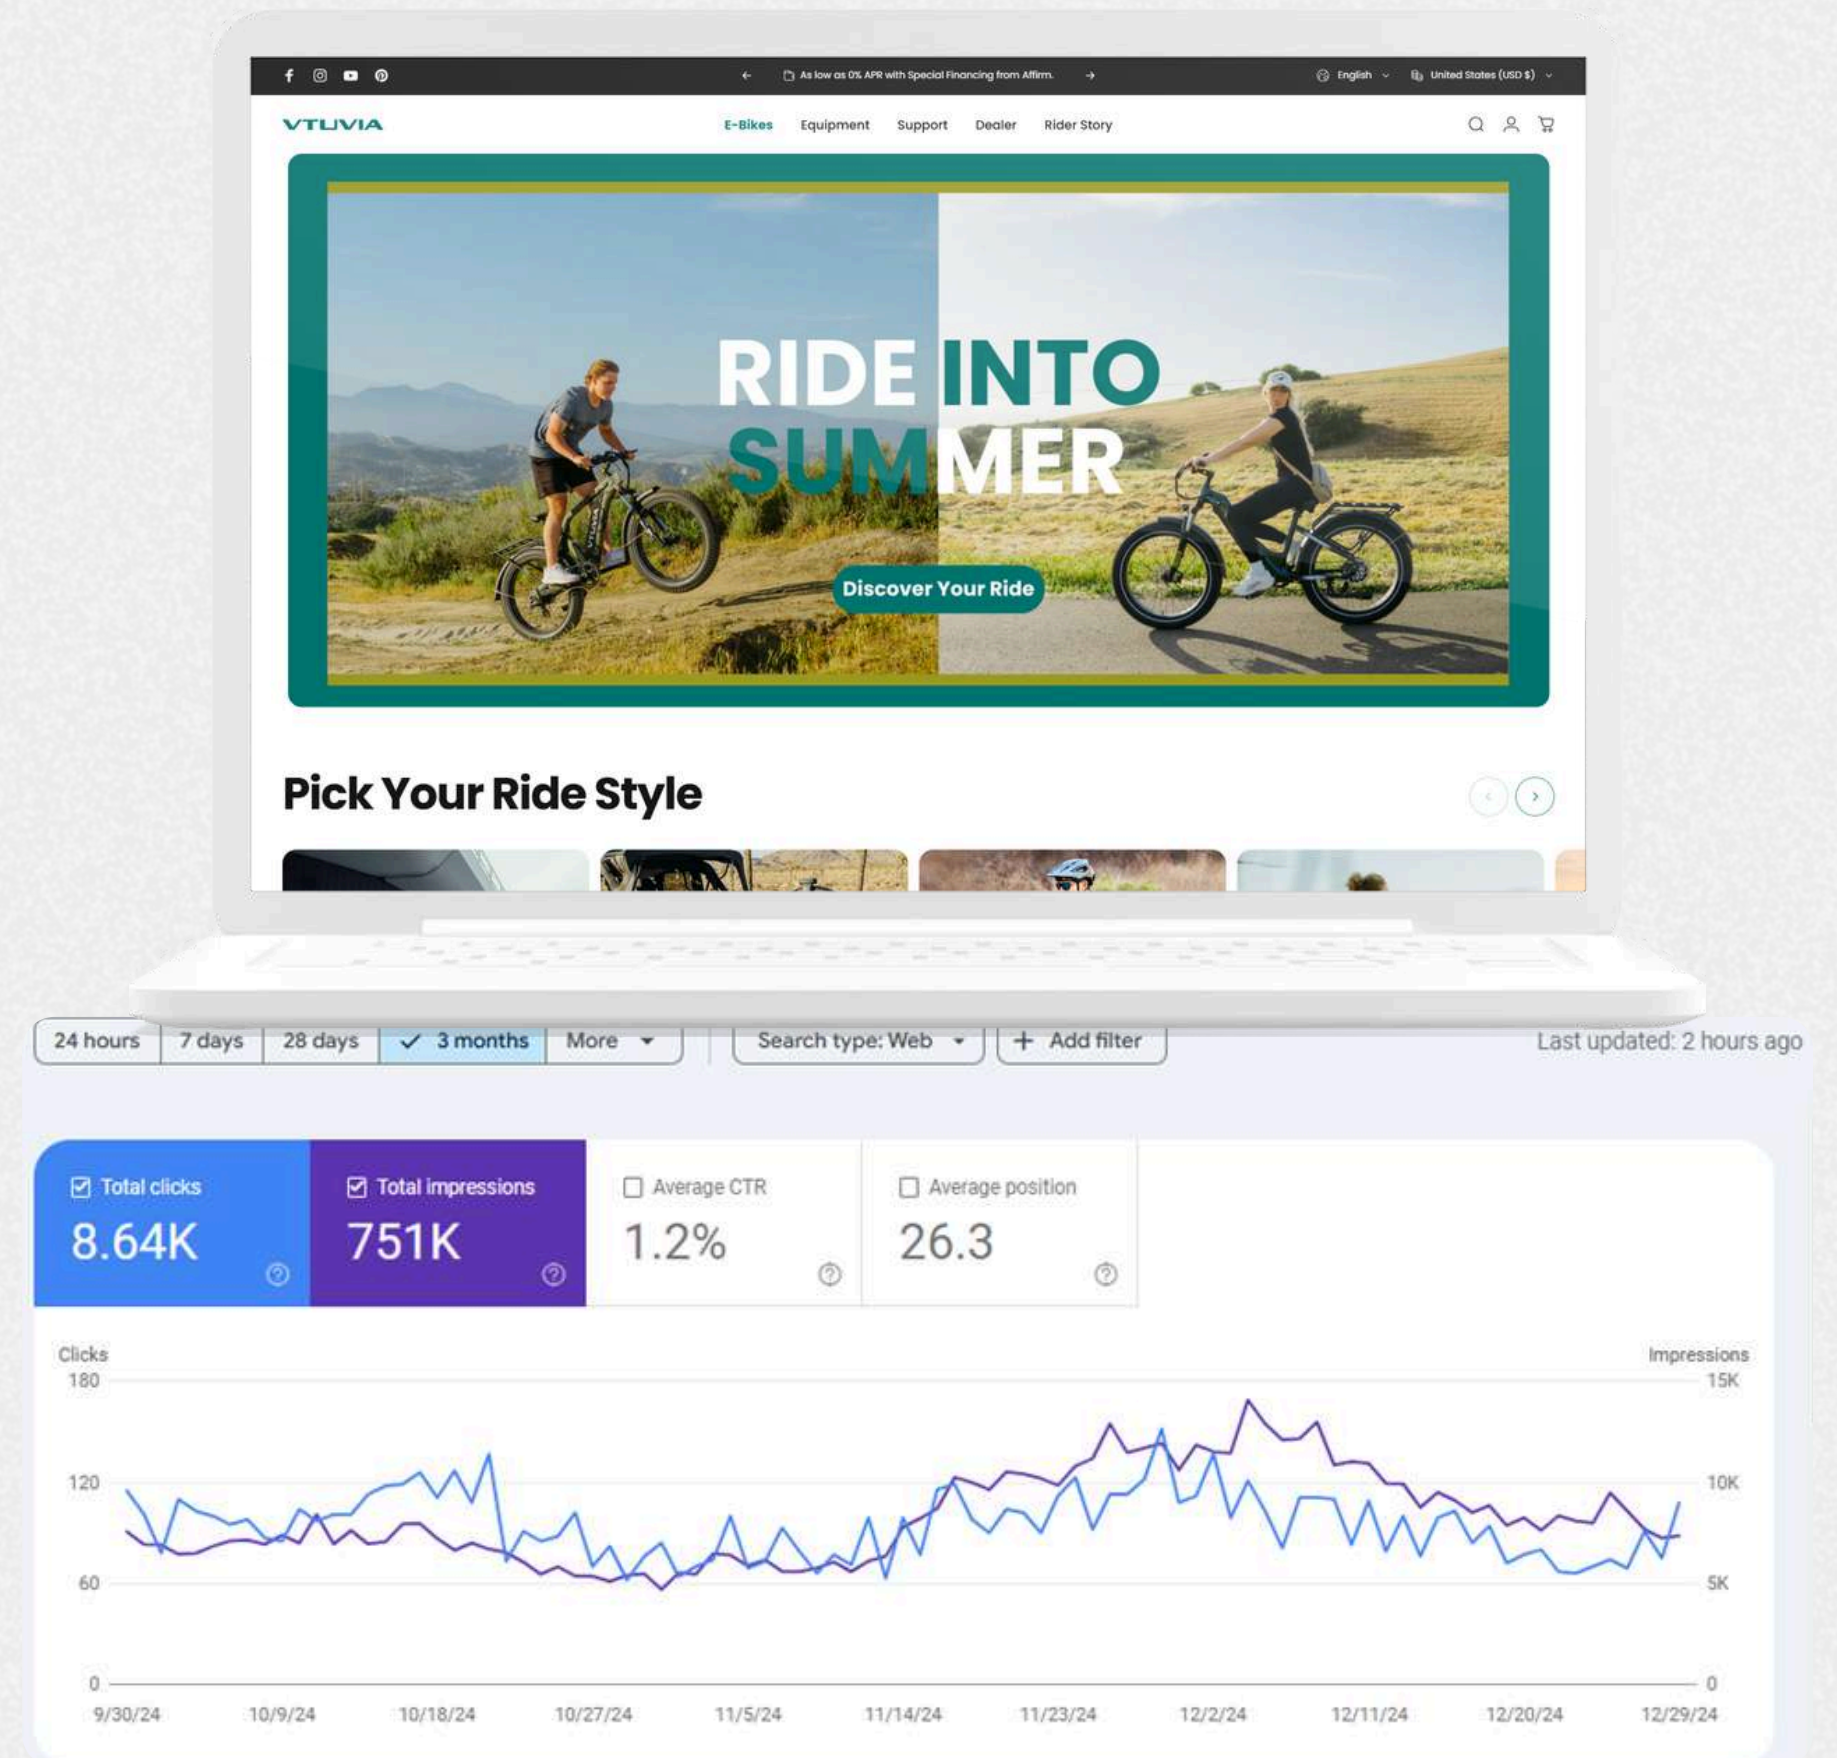 As low as 0% APR with Special Financing from Affirm.
English
United States (USD $)
VTUVIA
E-Bikes
Equipment
Support
Dealer
Rider Story
RIDE INTO
SUMMER
VTUVIA
Discover Your Ride
Pick Your Ride Style
24 hours
7 days
28 days
3 months
More
Search type: Web
+ Add filter
Last updated: 2 hours ago
Total clicks
8.64K
Total impressions
751K
Average CTR
1.2%
Average position
26.3
Clicks
Impressions
180
15K
120
10K
60
5K
0
0
9/30/24
10/9/24
10/18/24
10/27/24
11/5/24
11/14/24
11/23/24
12/2/24
12/11/24
12/20/24
12/29/24